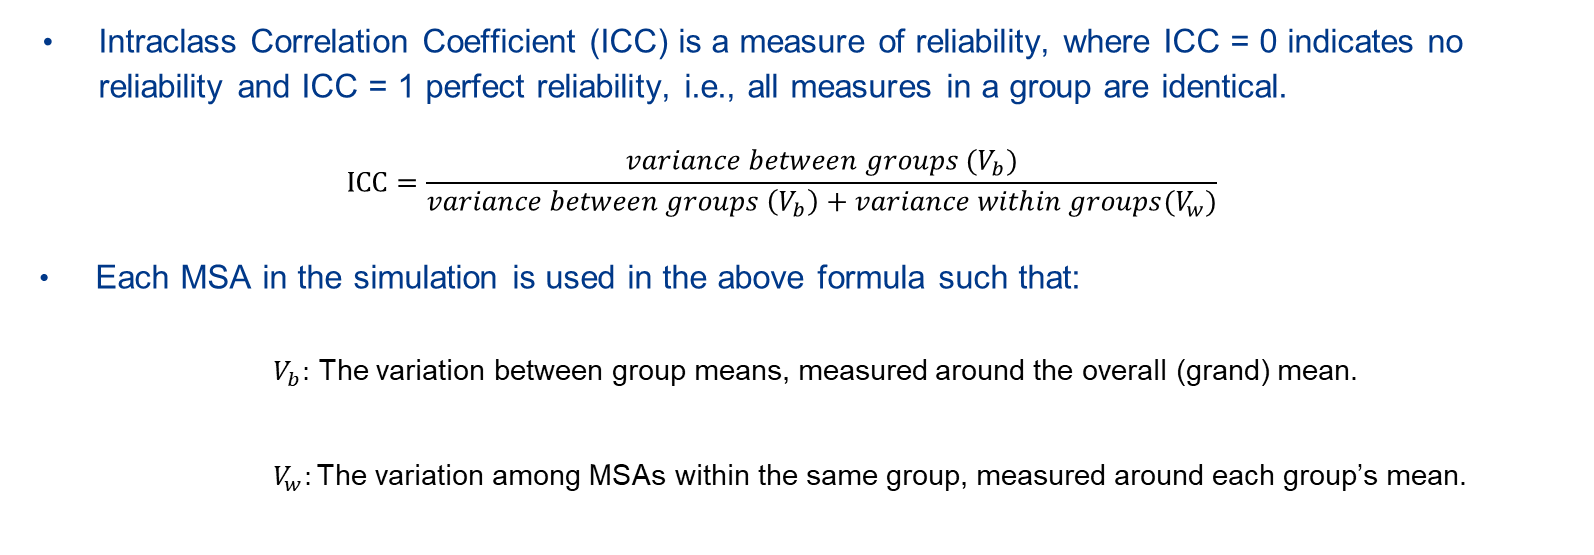 • Intraclass Correlation Coefficient (ICC) is a measure of reliability, where ICC = 0 indicates no
reliability and ICC = 1 perfect reliability, i.e., all measures in a group are identical.
ICC = variance between groups (V_b) / variance between groups (V_b) + variance within groups(V_w)
• Each MSA in the simulation is used in the above formula such that:
V_b: The variation between group means, measured around the overall (grand) mean.
V_w: The variation among MSAs within the same group, measured around each group’s mean.